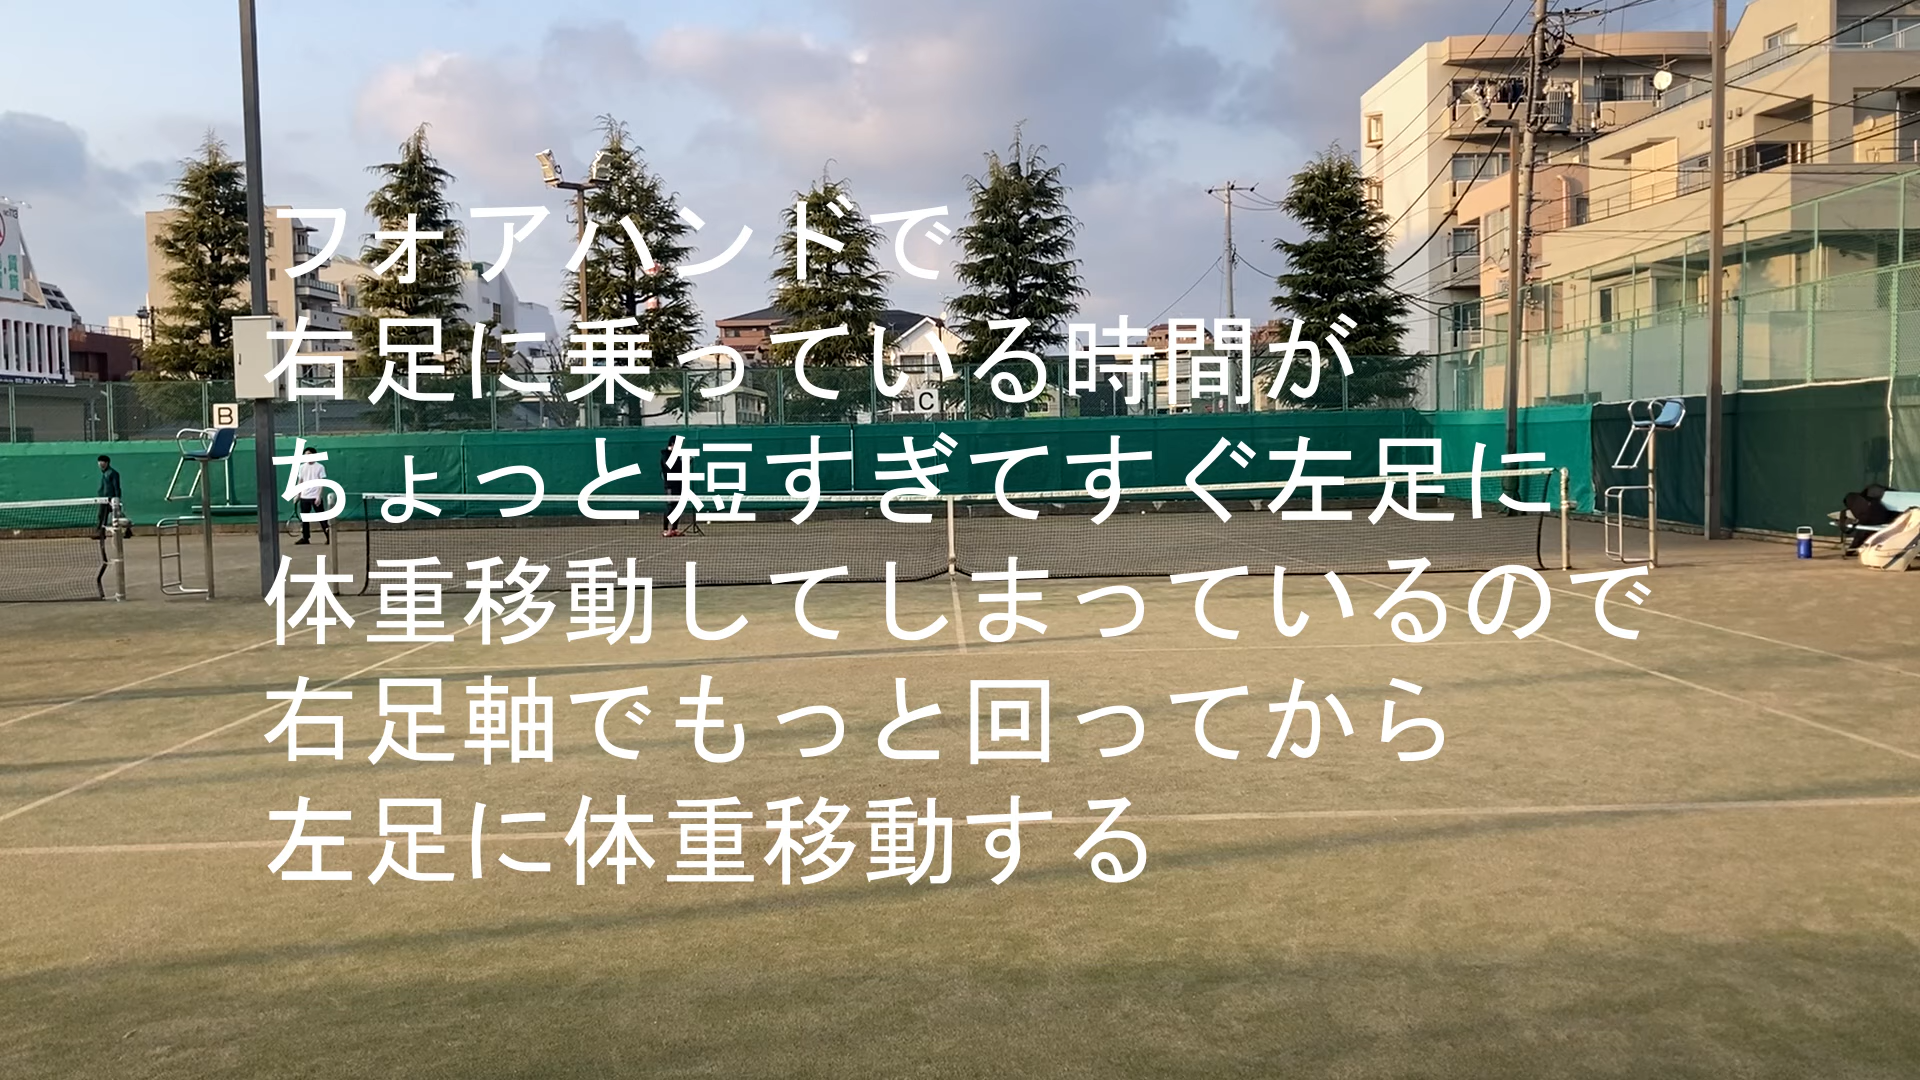 フォアハンドで
右足に乗っている時間が
ちょっと短すぎてすぐ左足に
体重移動してしまっているので
右足軸でもっと回ってから
左足に体重移動する
B
C